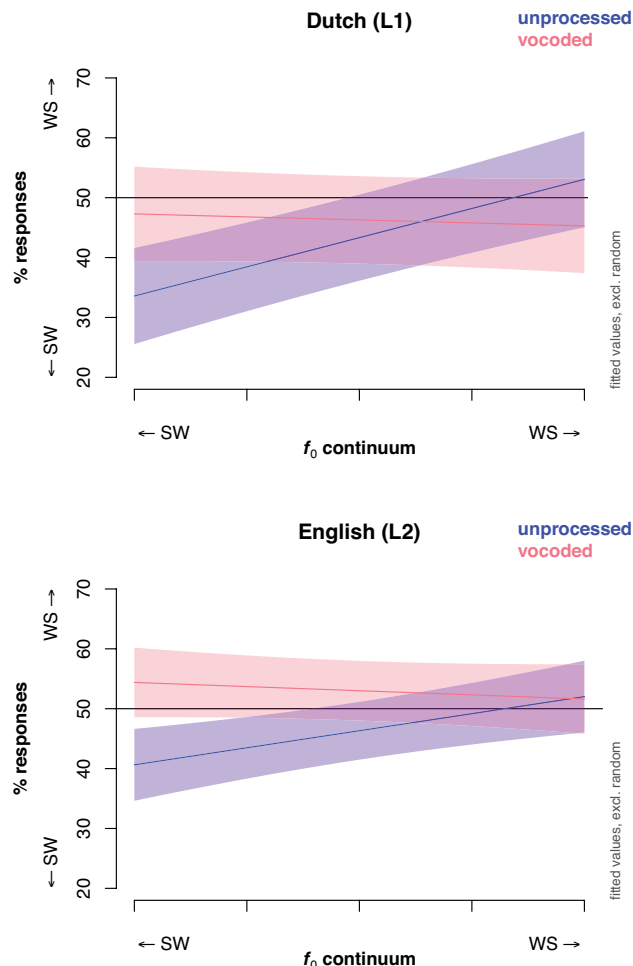 Dutch (L1)
unprocessed
vocoded
WS →
% responses
← SW
70
60
50
40
30
20
fitted values, excl. random
← SW
WS →
f0 continuum
English (L2)
unprocessed
vocoded
WS →
% responses
← SW
70
60
50
40
30
20
fitted values, excl. random
← SW
WS →
f0 continuum